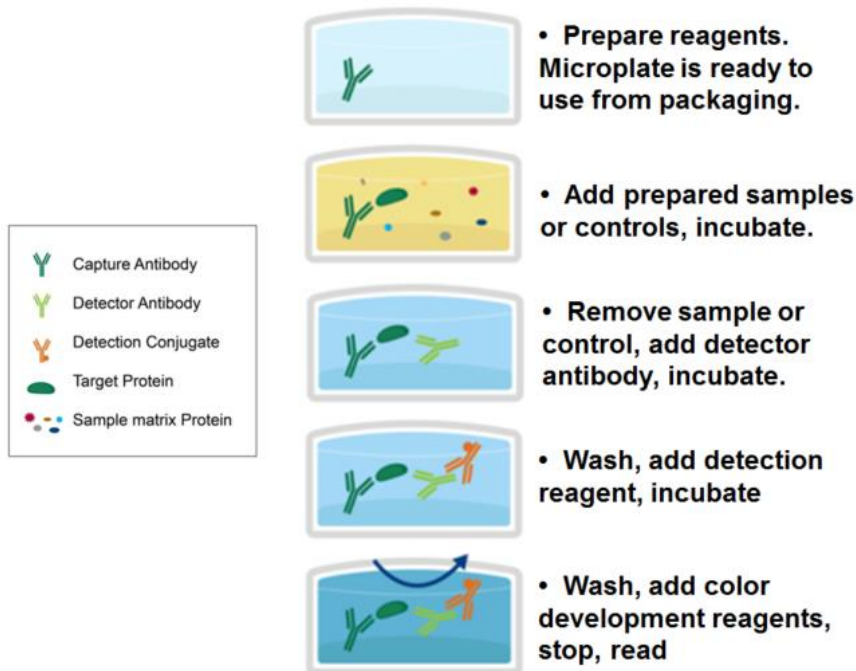 • Prepare reagents.
Microplate is ready to
use from packaging.
• Add prepared samples
or controls, incubate.
Capture Antibody
Detector Antibody
Detection Conjugate
Target Protein
Sample matrix Protein
• Remove sample or
control, add detector
antibody, incubate.
• Wash, add detection
reagent, incubate
• Wash, add color
development reagents,
stop, read